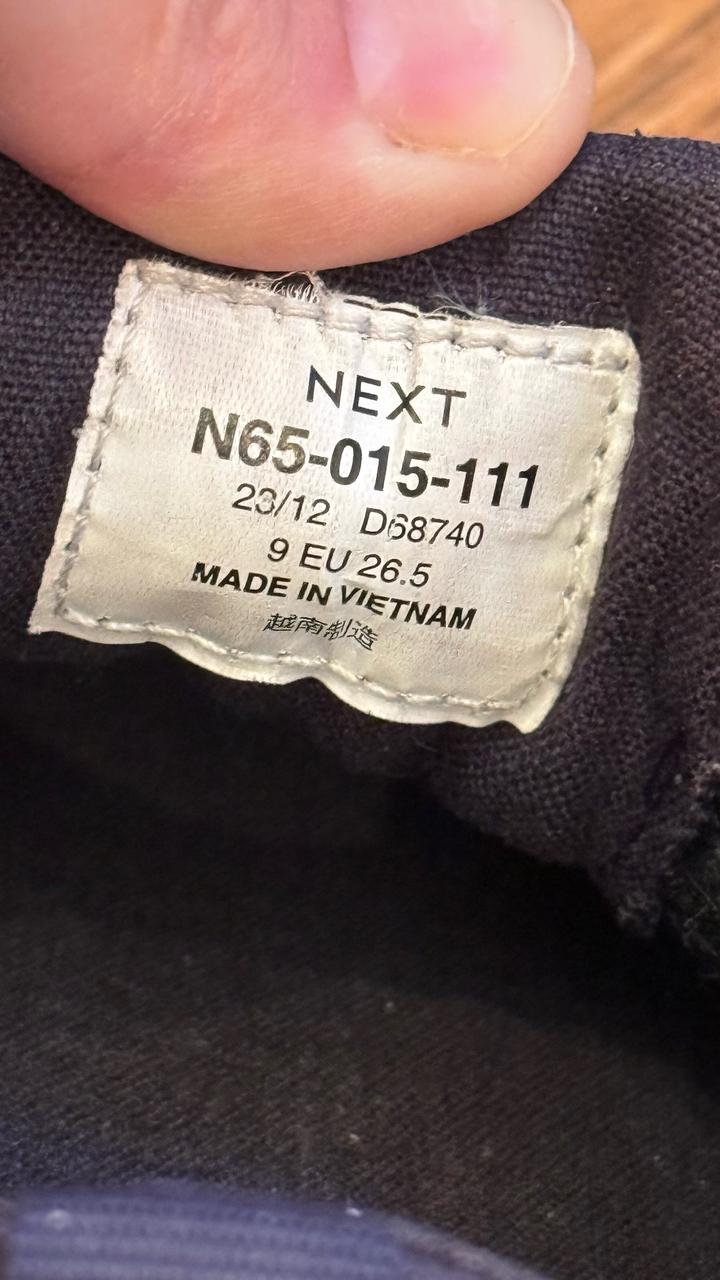 NEXT
N65-015-111
23/12 D68740
9 EU 26.5
MADE IN VIETNAM
越南制造